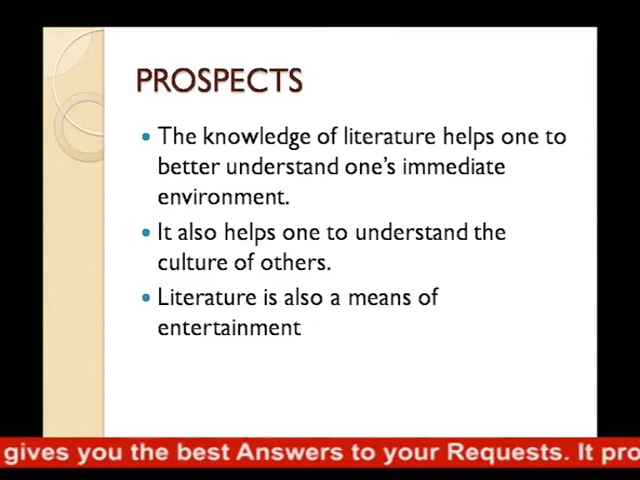 PROSPECTS
• The knowledge of literature helps one to
better understand one's immediate
environment.
• It also helps one to understand the
culture of others.
• Literature is also a means of
entertainment
gives you the best Answers to your Requests. It pro